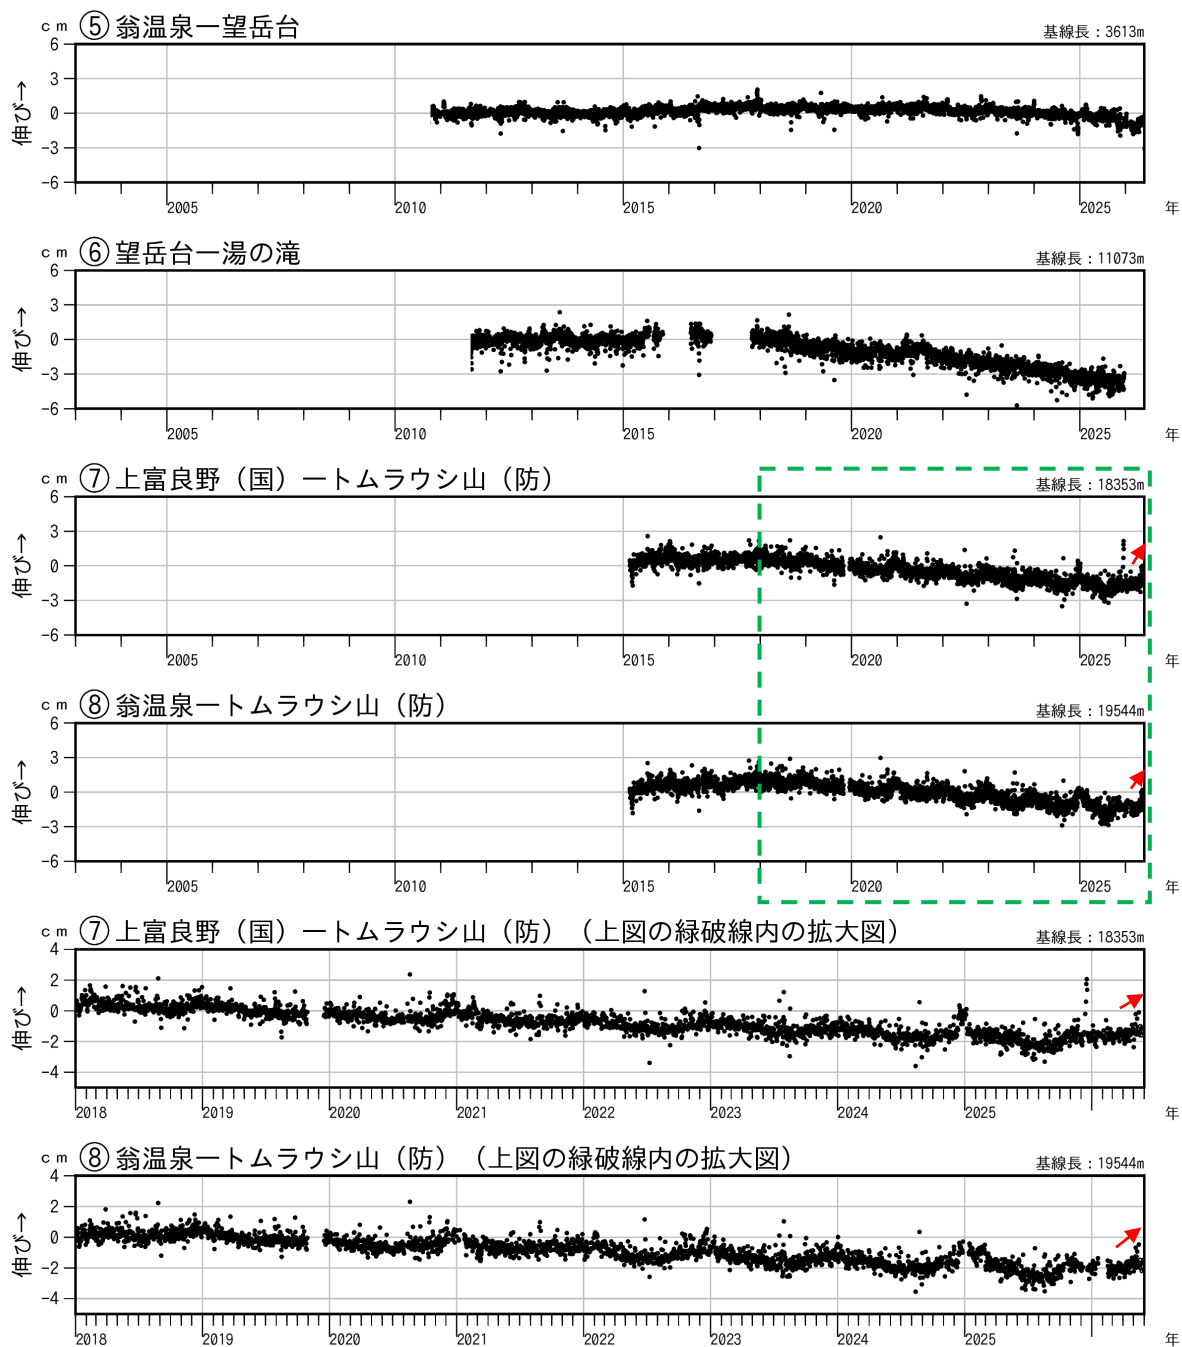 ｃｍ ⑤翁温泉ー望岳台 基線長：3613m
6
3
0
-3
-6
伸び→
2005 2010 2015 2020 2025 年
ｃｍ ⑥望岳台ー湯の滝 基線長：11073m
6
3
0
-3
-6
伸び→
2005 2010 2015 2020 2025 年
ｃｍ ⑦上富良野（国）ートムラウシ山（防） 基線長：18353m
6
3
0
-3
-6
伸び→
2005 2010 2015 2020 2025 年
ｃｍ ⑧翁温泉ートムラウシ山（防） 基線長：19544m
6
3
0
-3
-6
伸び→
2005 2010 2015 2020 2025 年
ｃｍ ⑦上富良野（国）ートムラウシ山（防）（上図の緑破線内の拡大図） 基線長：18353m
4
2
0
-2
-4
伸び→
2018 2019 2020 2021 2022 2023 2024 2025 年
ｃｍ ⑧翁温泉ートムラウシ山（防）（上図の緑破線内の拡大図） 基線長：19544m
4
2
0
-2
-4
伸び→
2018 2019 2020 2021 2022 2023 2024 2025 年